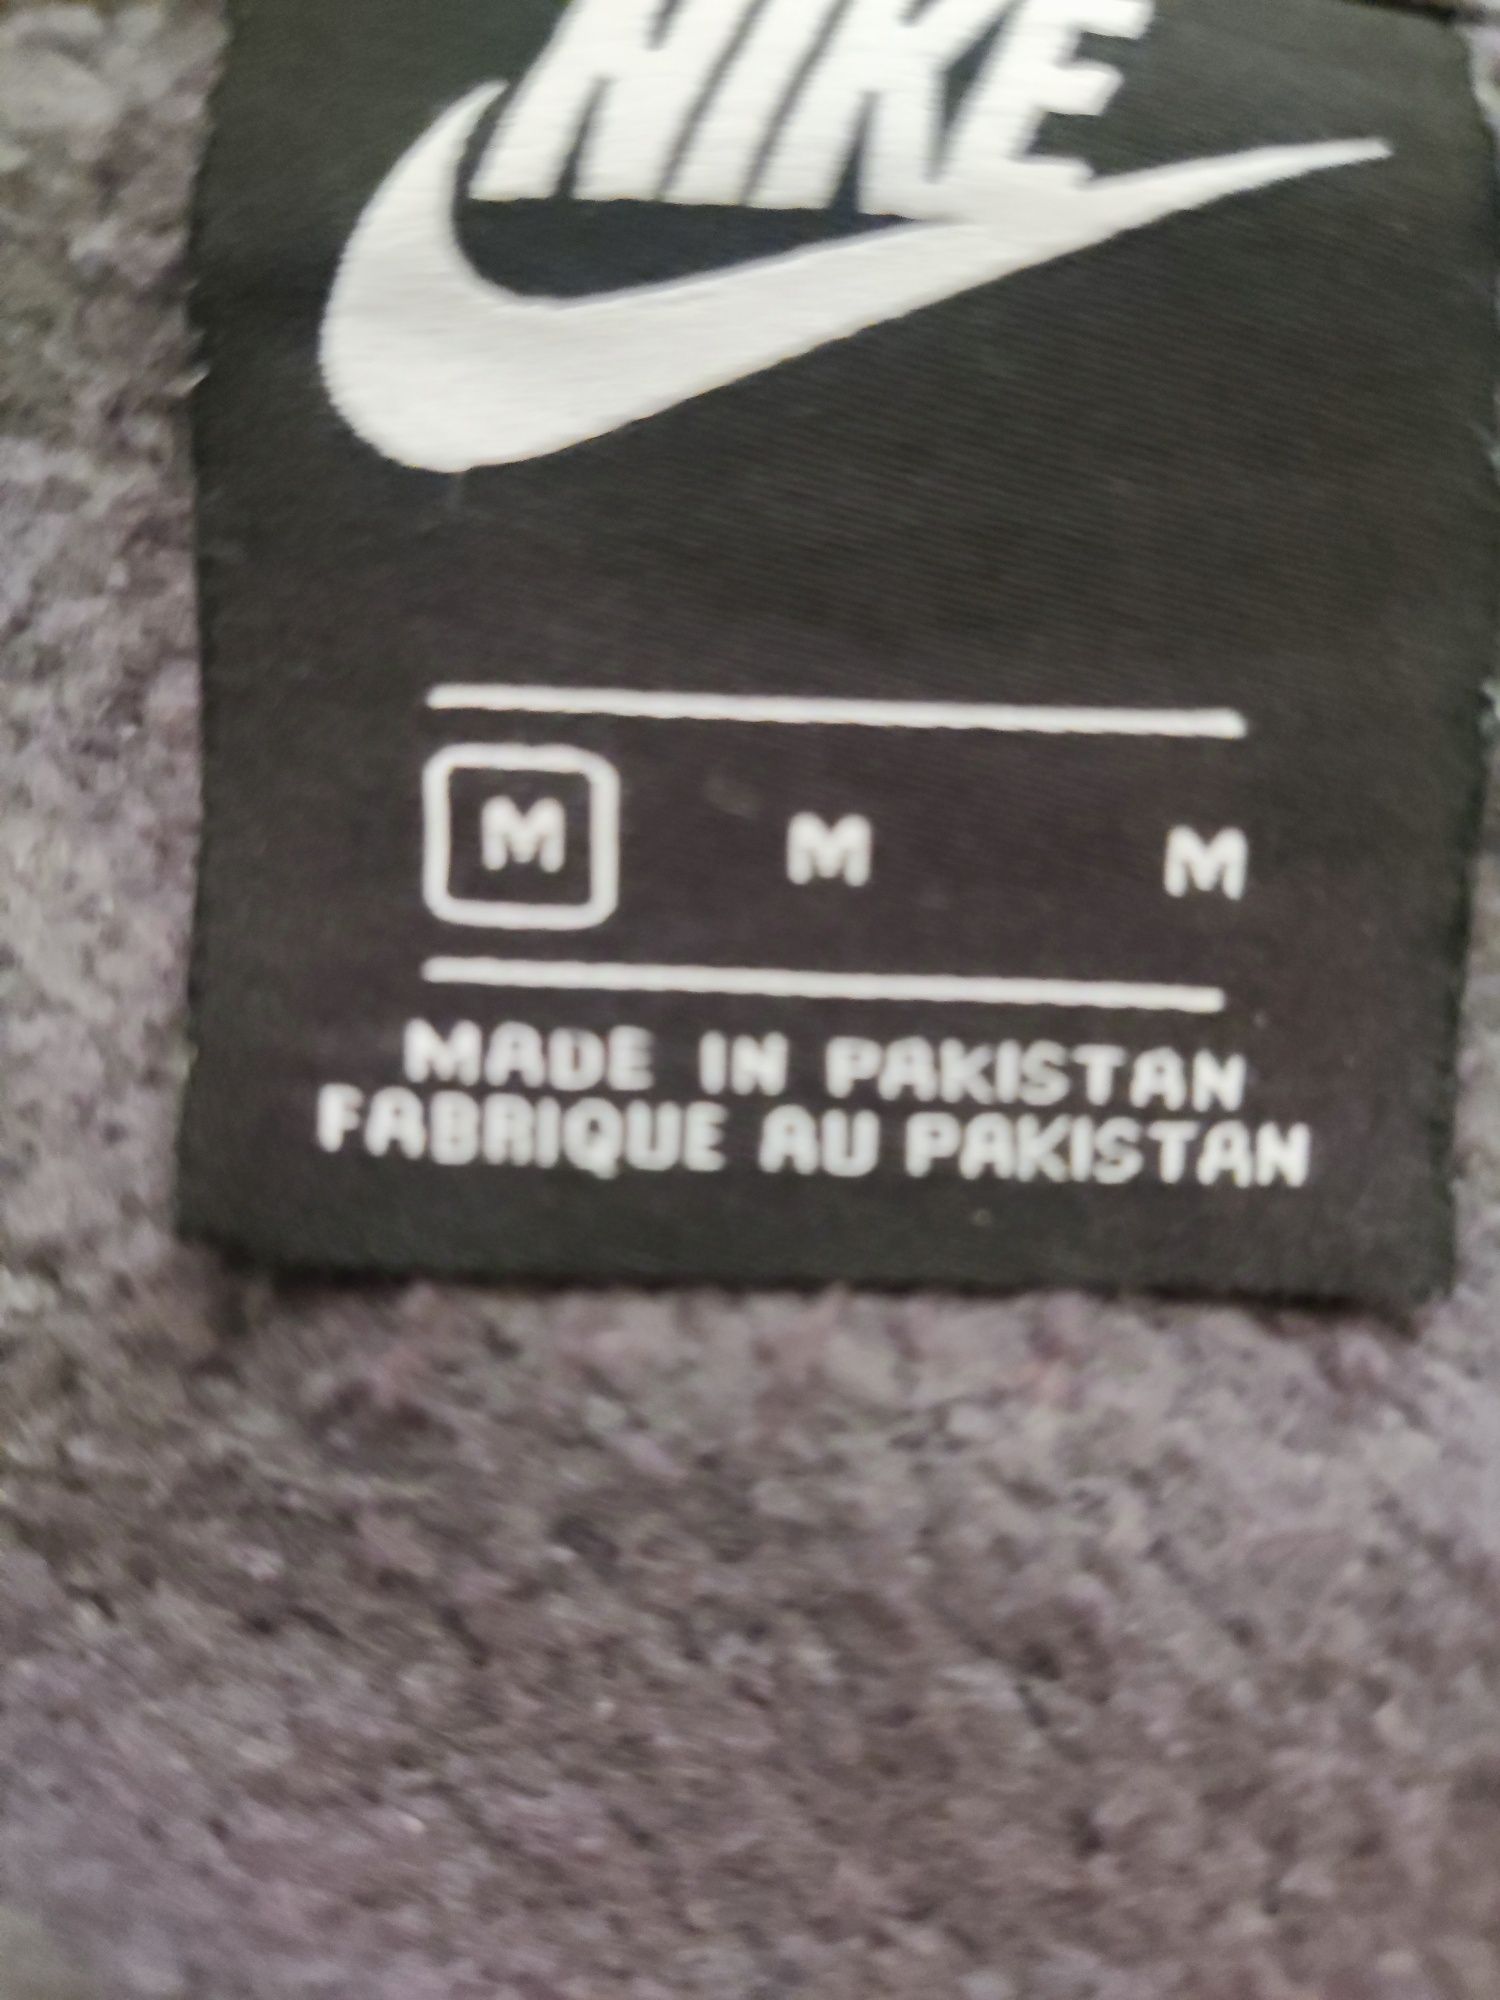 NIKE
M M M
MADE IN PAKISTAN
FABRIQUE AU PAKISTAN